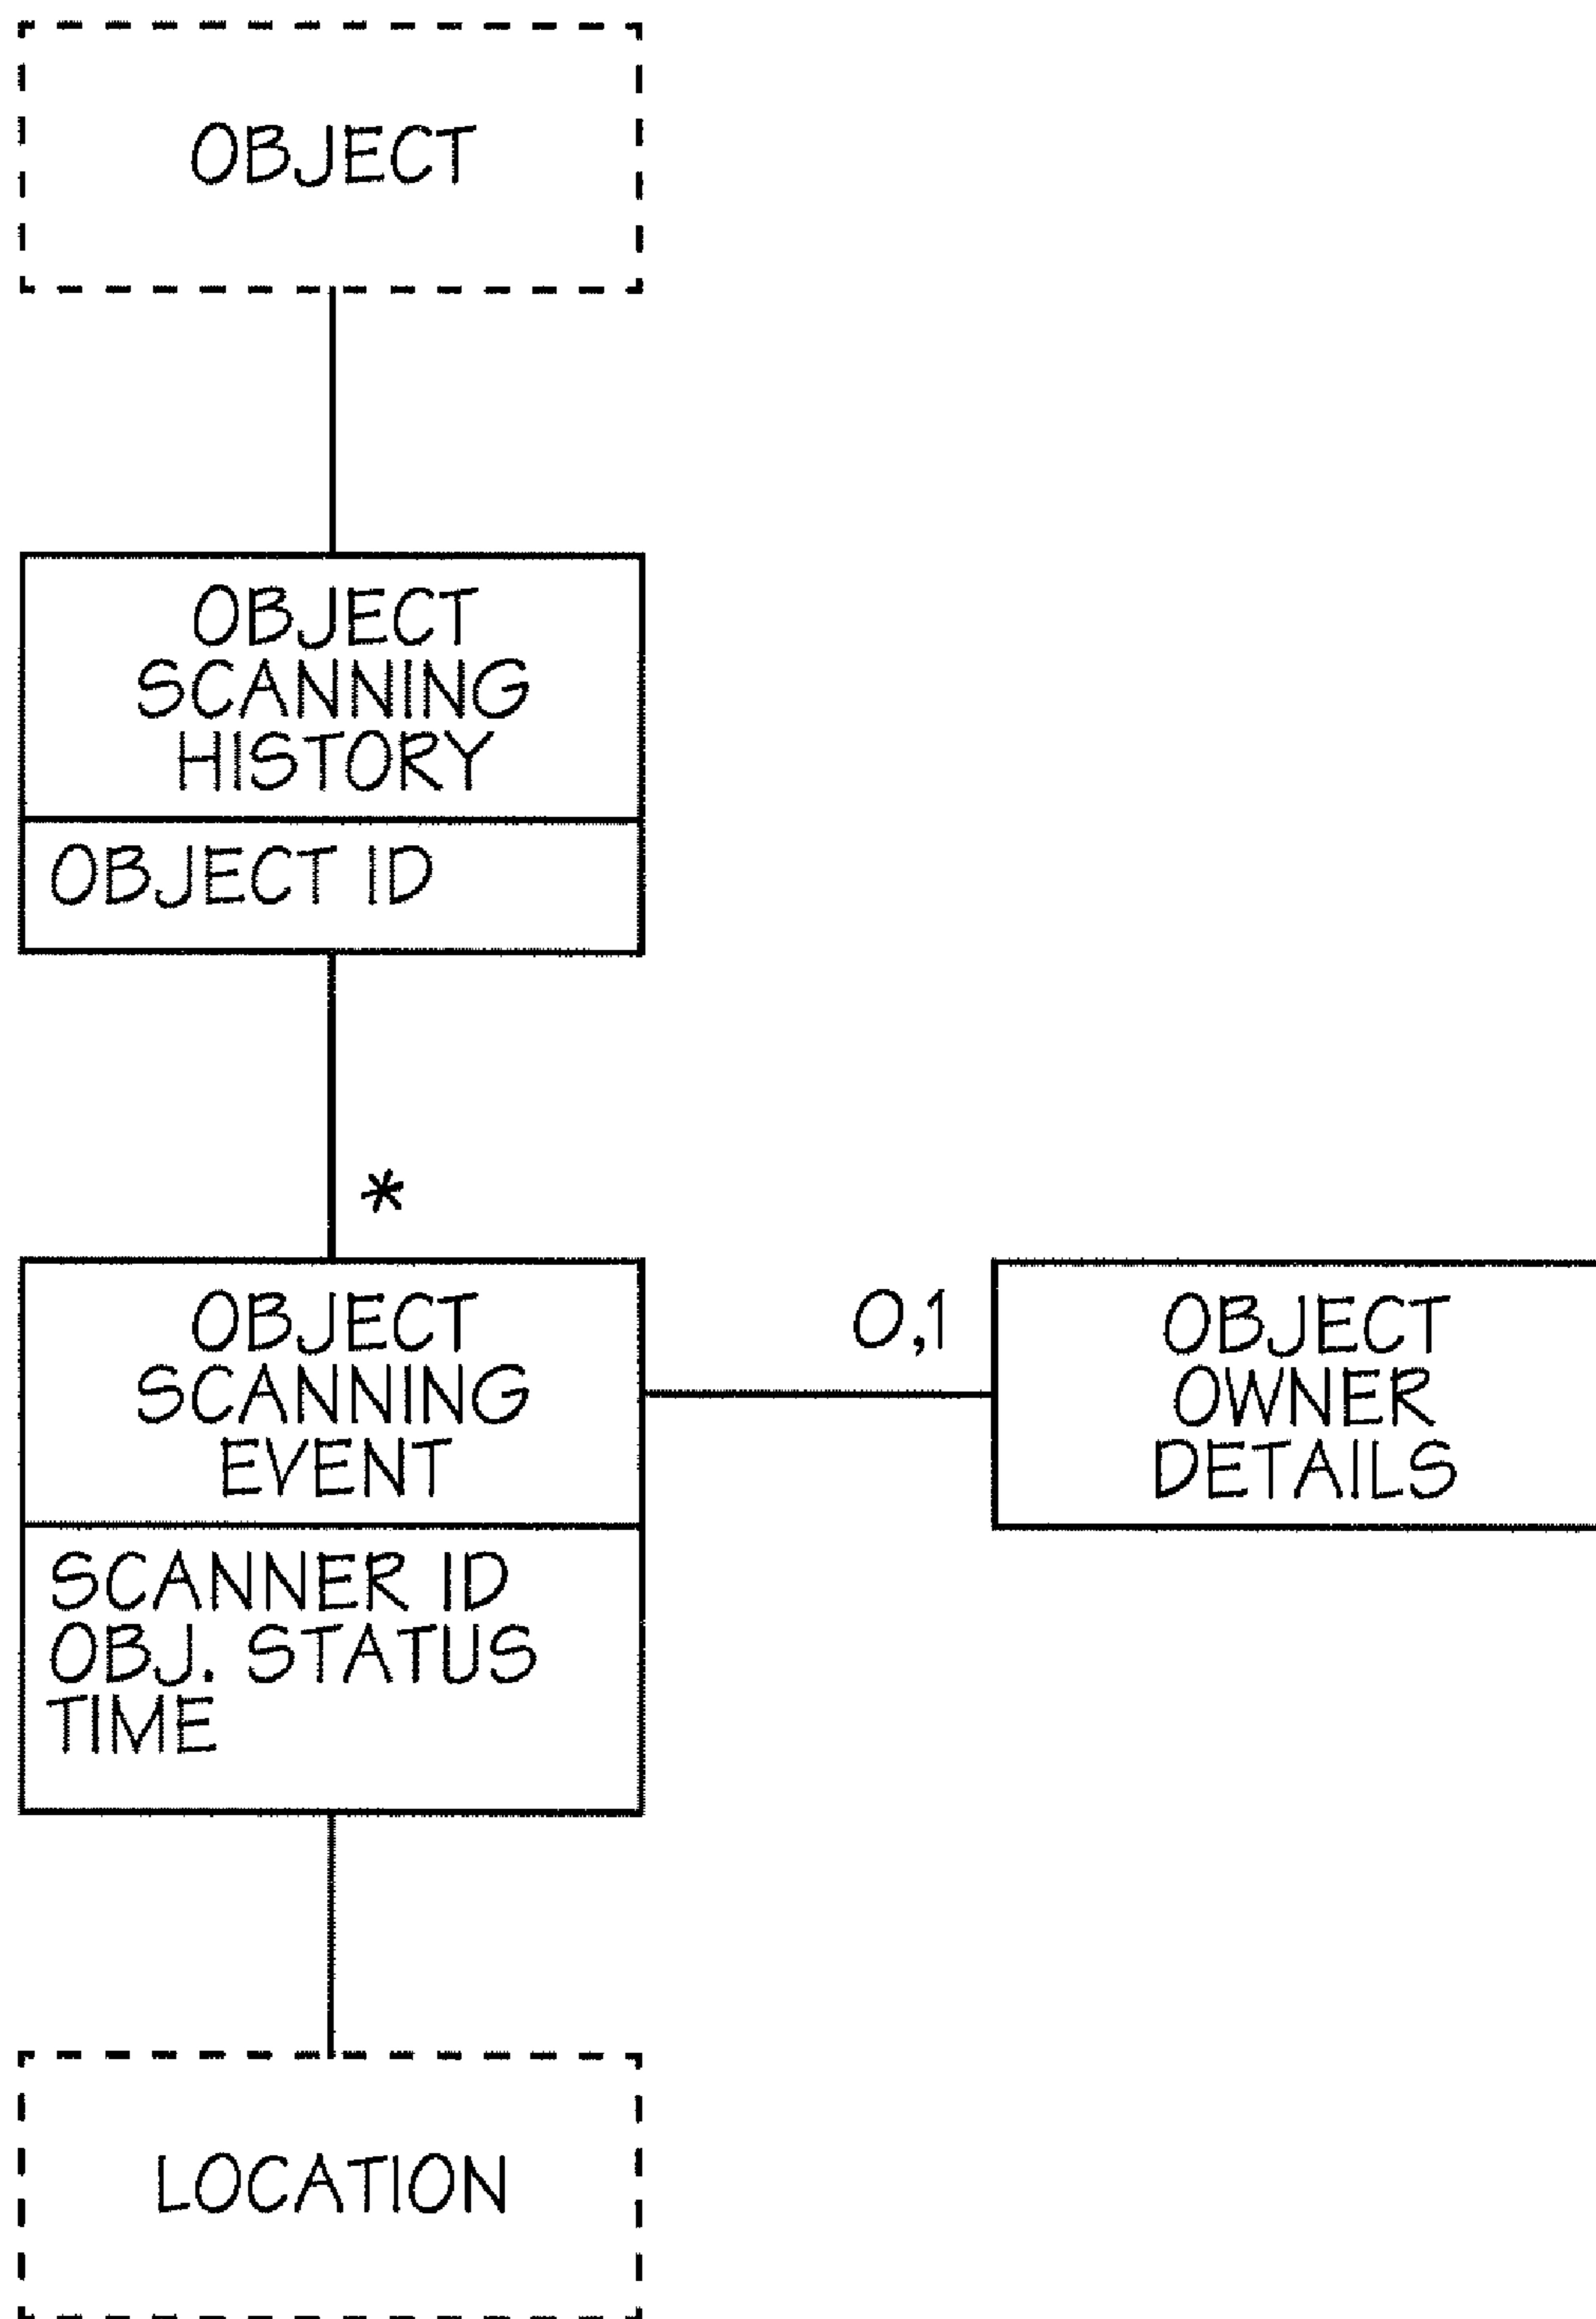 OBJECT
OBJECT
SCANNING
HISTORY
OBJECT ID
*
OBJECT
SCANNING
EVENT
SCANNER ID
OBJ. STATUS
TIME
0,1
OBJECT
OWNER
DETAILS
LOCATION